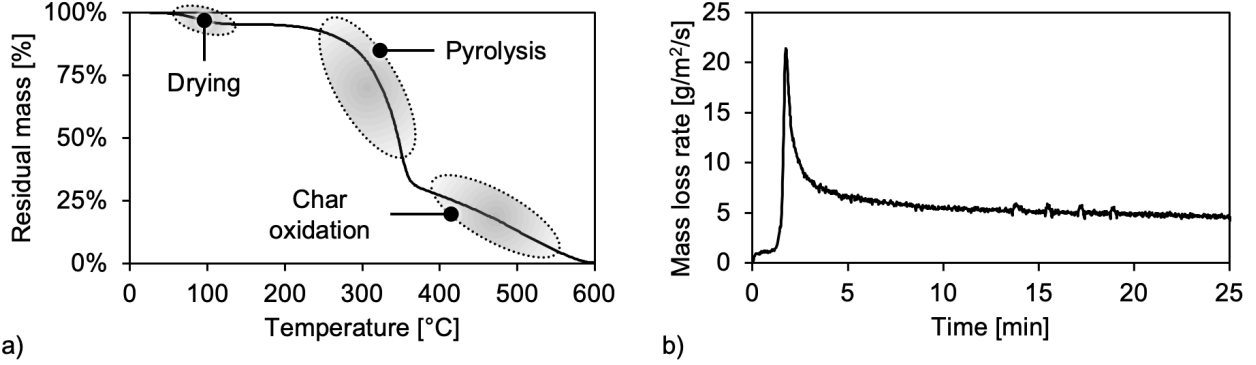 100%
75%
50%
25%
0%
Residual mass [%]
Drying
Pyrolysis
Char
oxidation
0 100 200 300 400 500 600
Temperature [°C]
a)
25
20
15
10
5
0
Mass loss rate [g/m²/s]
0 5 10 15 20 25
Time [min]
b)